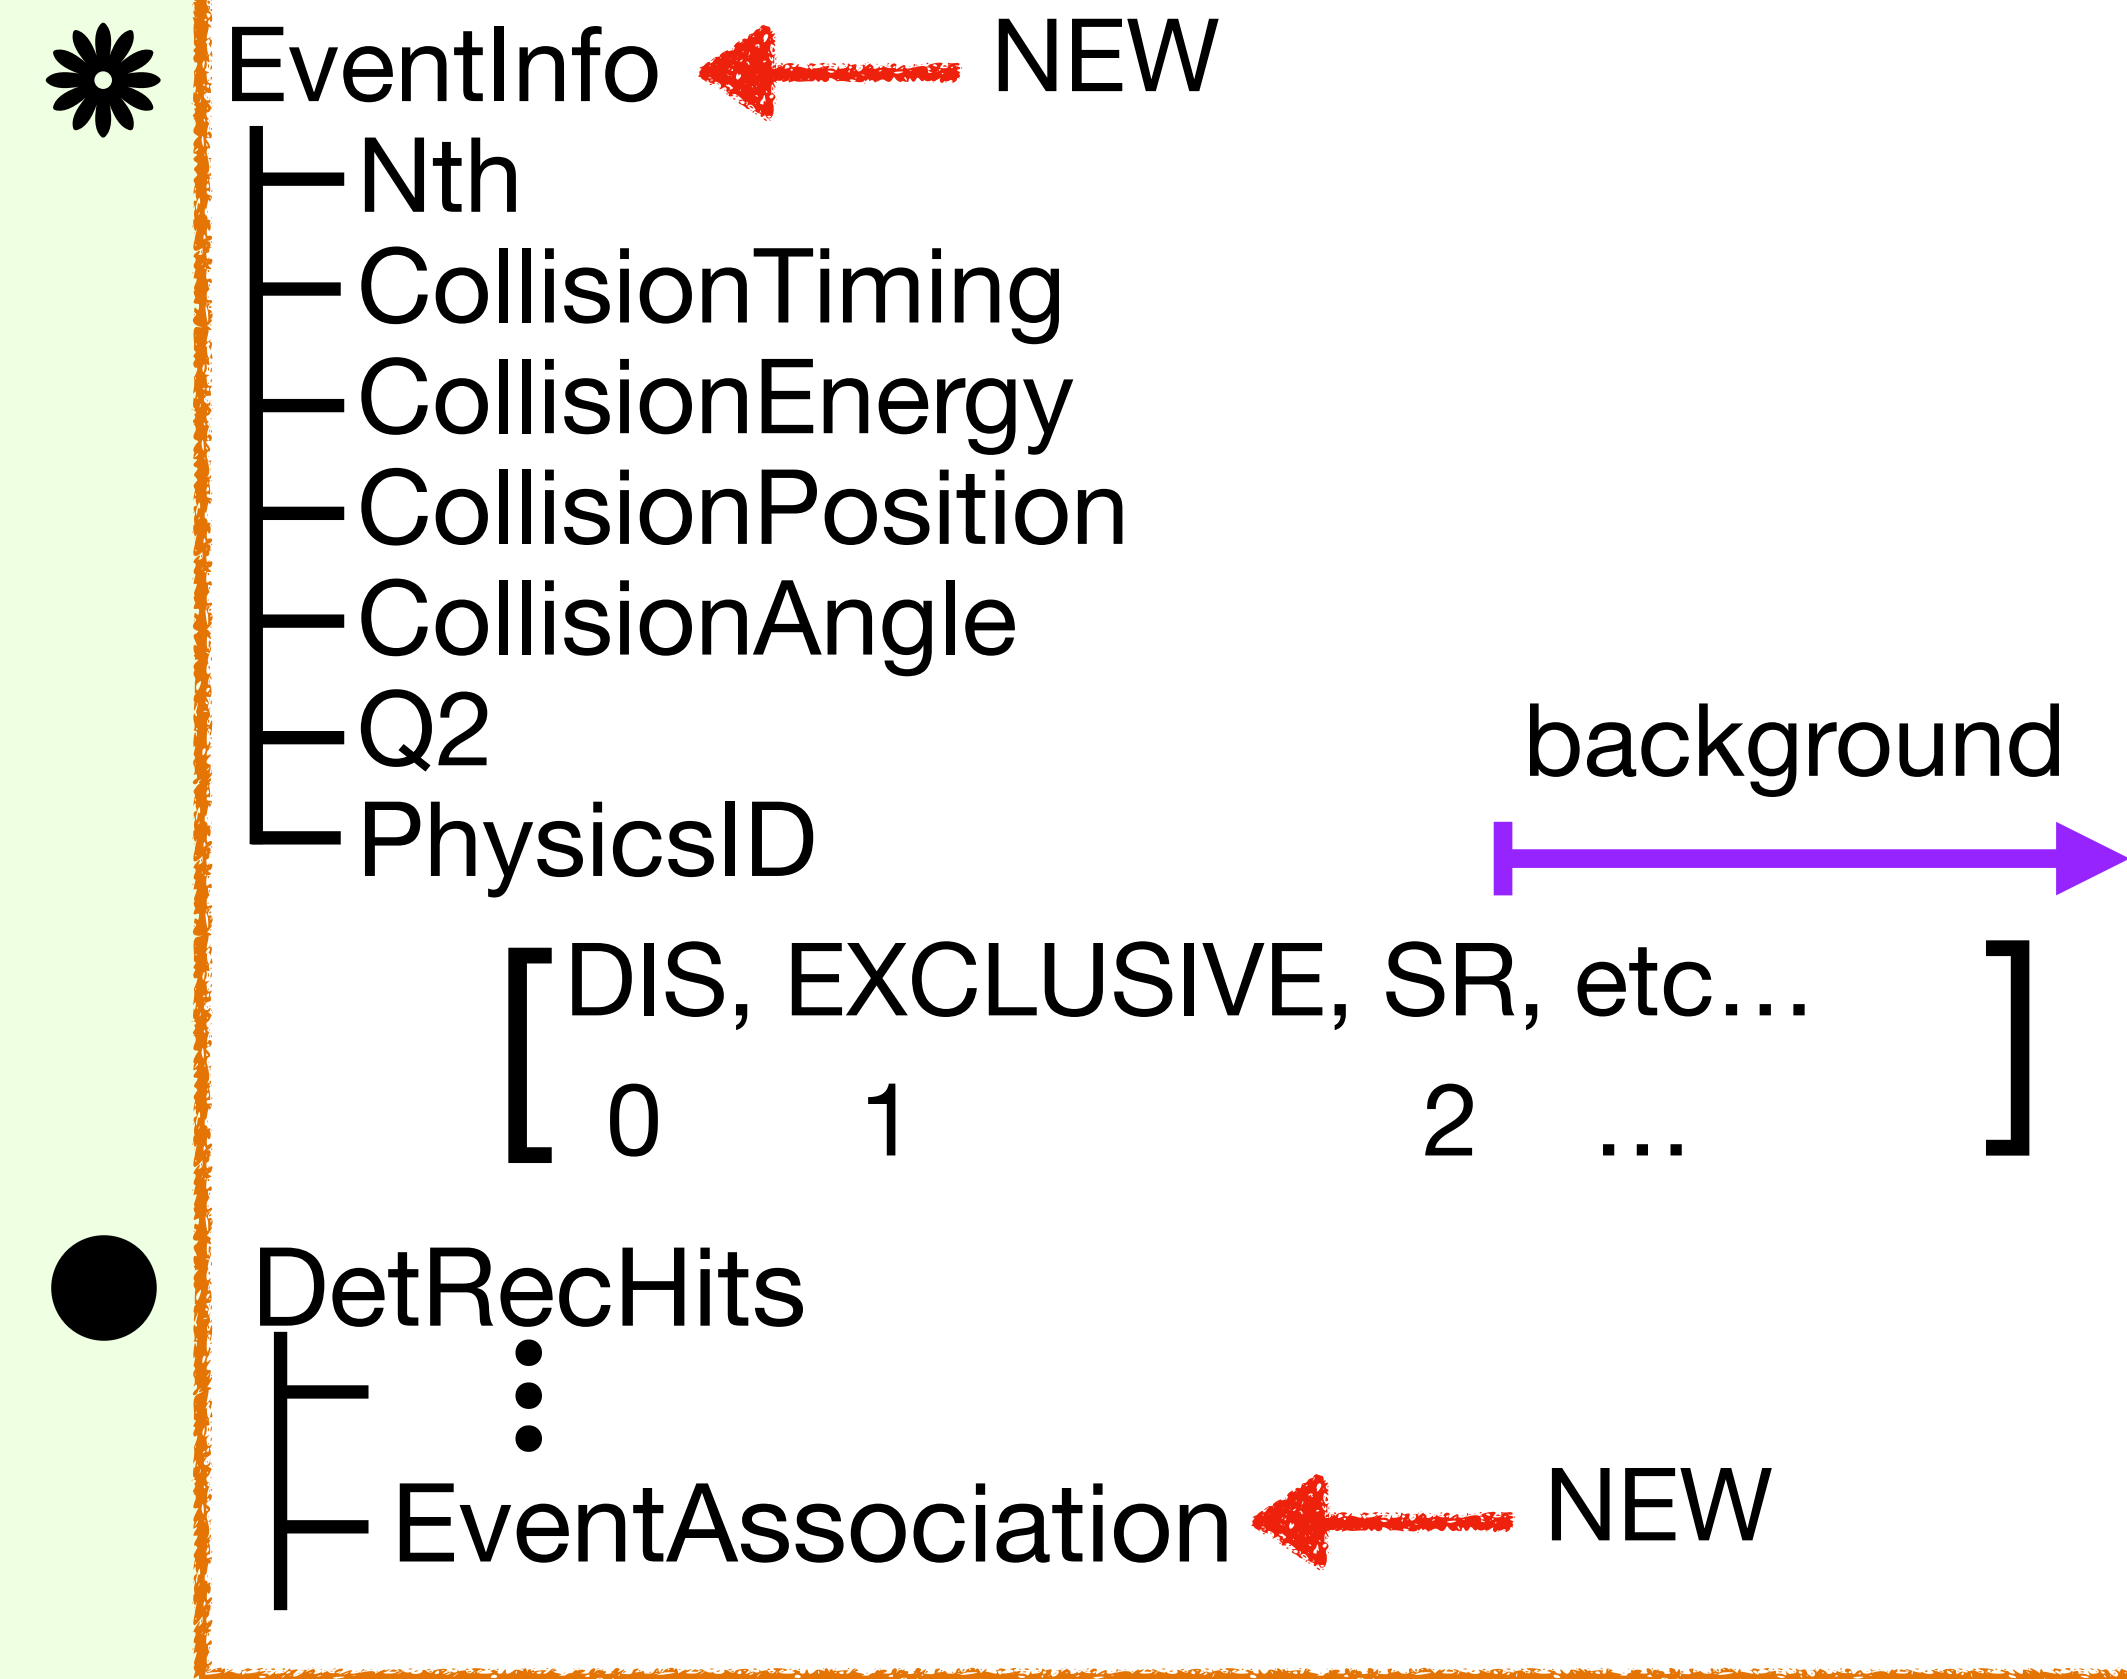 EventInfo NEW
Nth
CollisionTiming
CollisionEnergy
CollisionPosition
CollisionAngle
Q2
background
PhysicsID
[DIS, EXCLUSIVE, SR, etc… ]
0 1 2 …
DetRecHits
EventAssociation NEW